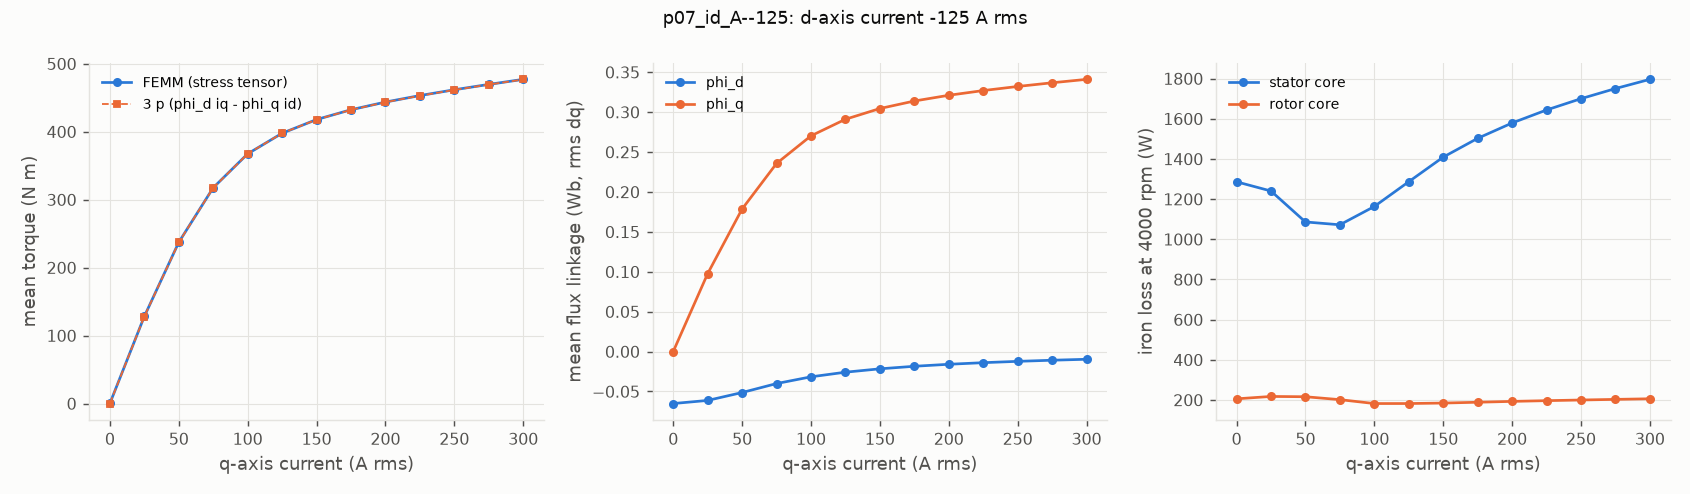 p07_id_A--125: d-axis current -125 A rms
mean torque (N m)
500
400
300
200
100
0
FEMM (stress tensor)
3 p (phi_d iq - phi_q id)
0 50 100 150 200 250 300
q-axis current (A rms)
mean flux linkage (Wb, rms dq)
0.35
0.30
0.25
0.20
0.15
0.10
0.05
0.00
−0.05
phi_d
phi_q
0 50 100 150 200 250 300
q-axis current (A rms)
iron loss at 4000 rpm (W)
1800
1600
1400
1200
1000
800
600
400
200
stator core
rotor core
0 50 100 150 200 250 300
q-axis current (A rms)